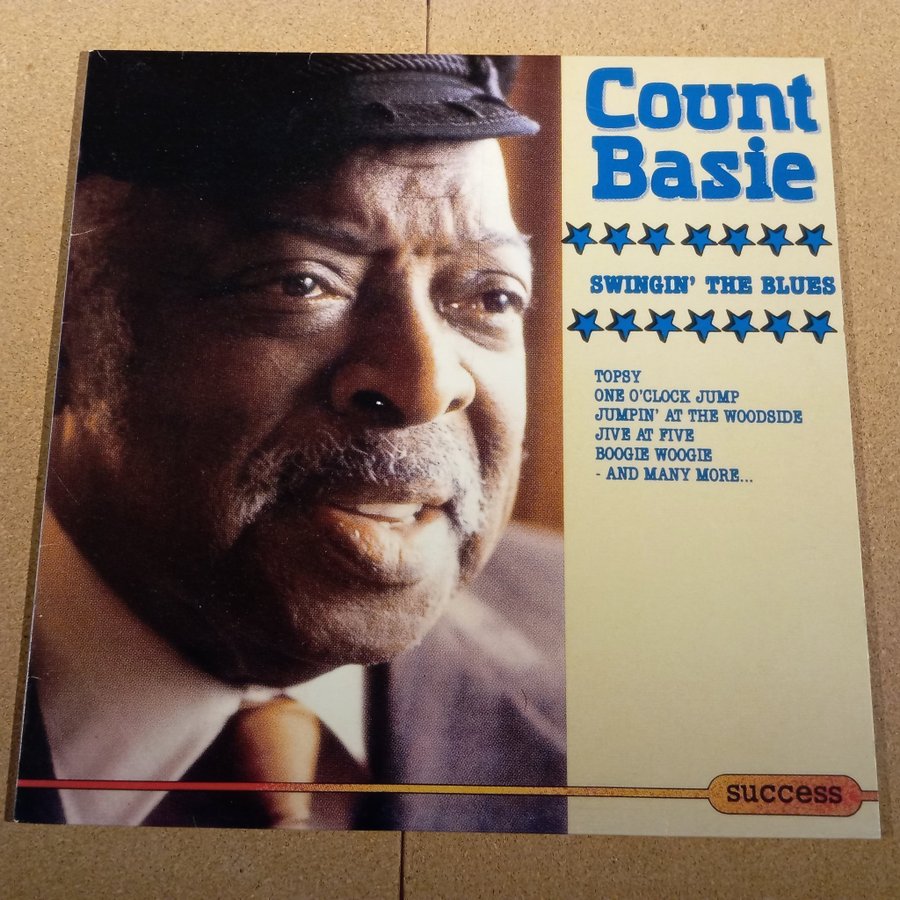 Count
Basie
SWINGIN' THE BLUES
TOPSY
ONE O'CLOCK JUMP
JUMPIN' AT THE WOODSIDE
JIVE AT FIVE
BOOGIE WOOGIE
- AND MANY MORE...
success